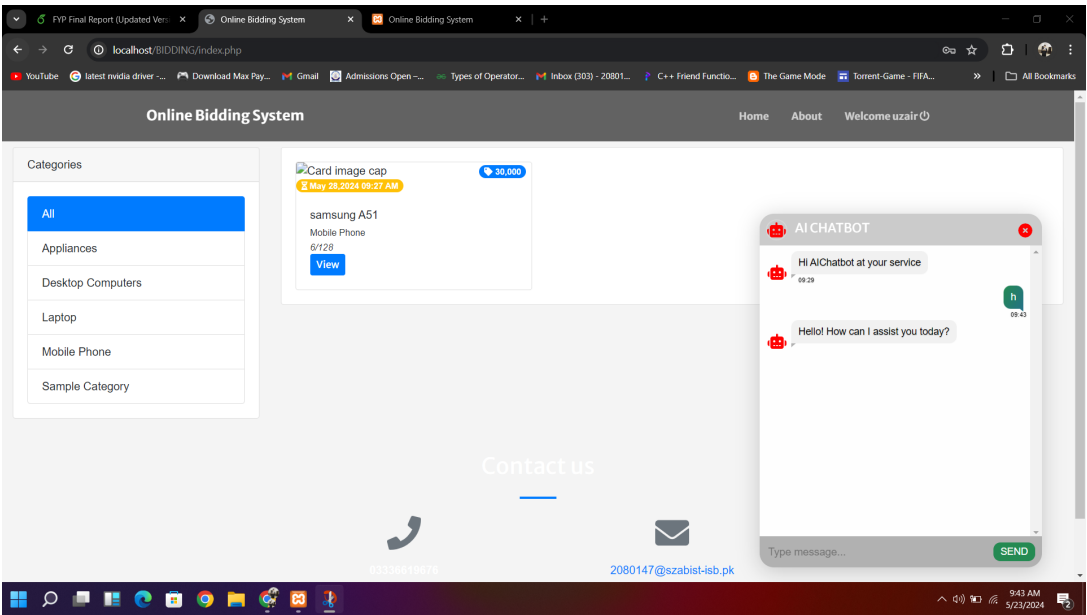 FYP Final Report (Updated Vers
Online Bidding System
Online Bidding System
localhost/BIDDING/index.php
YouTube
latest nvidia driver -...
Download Max Pay...
Gmail
Admissions Open –...
Types of Operator...
Inbox (303) - 20801...
C++ Friend Functio...
The Game Mode
Torrent-Game - FIFA...
»
All Bookmarks
Online Bidding System
Home
About
Welcome uzair
Categories
All
Appliances
Desktop Computers
Laptop
Mobile Phone
Sample Category
Card image cap
30,000
May 28,2024 09:27 AM
samsung A51
Mobile Phone
6/128
View
AI CHATBOT
Hi AIChatbot at your service
09:29
h
09:43
Hello! How can I assist you today?
Type message...
SEND
Contact us
2080147@szabist-isb.pk
9:43 AM
5/23/2024
2